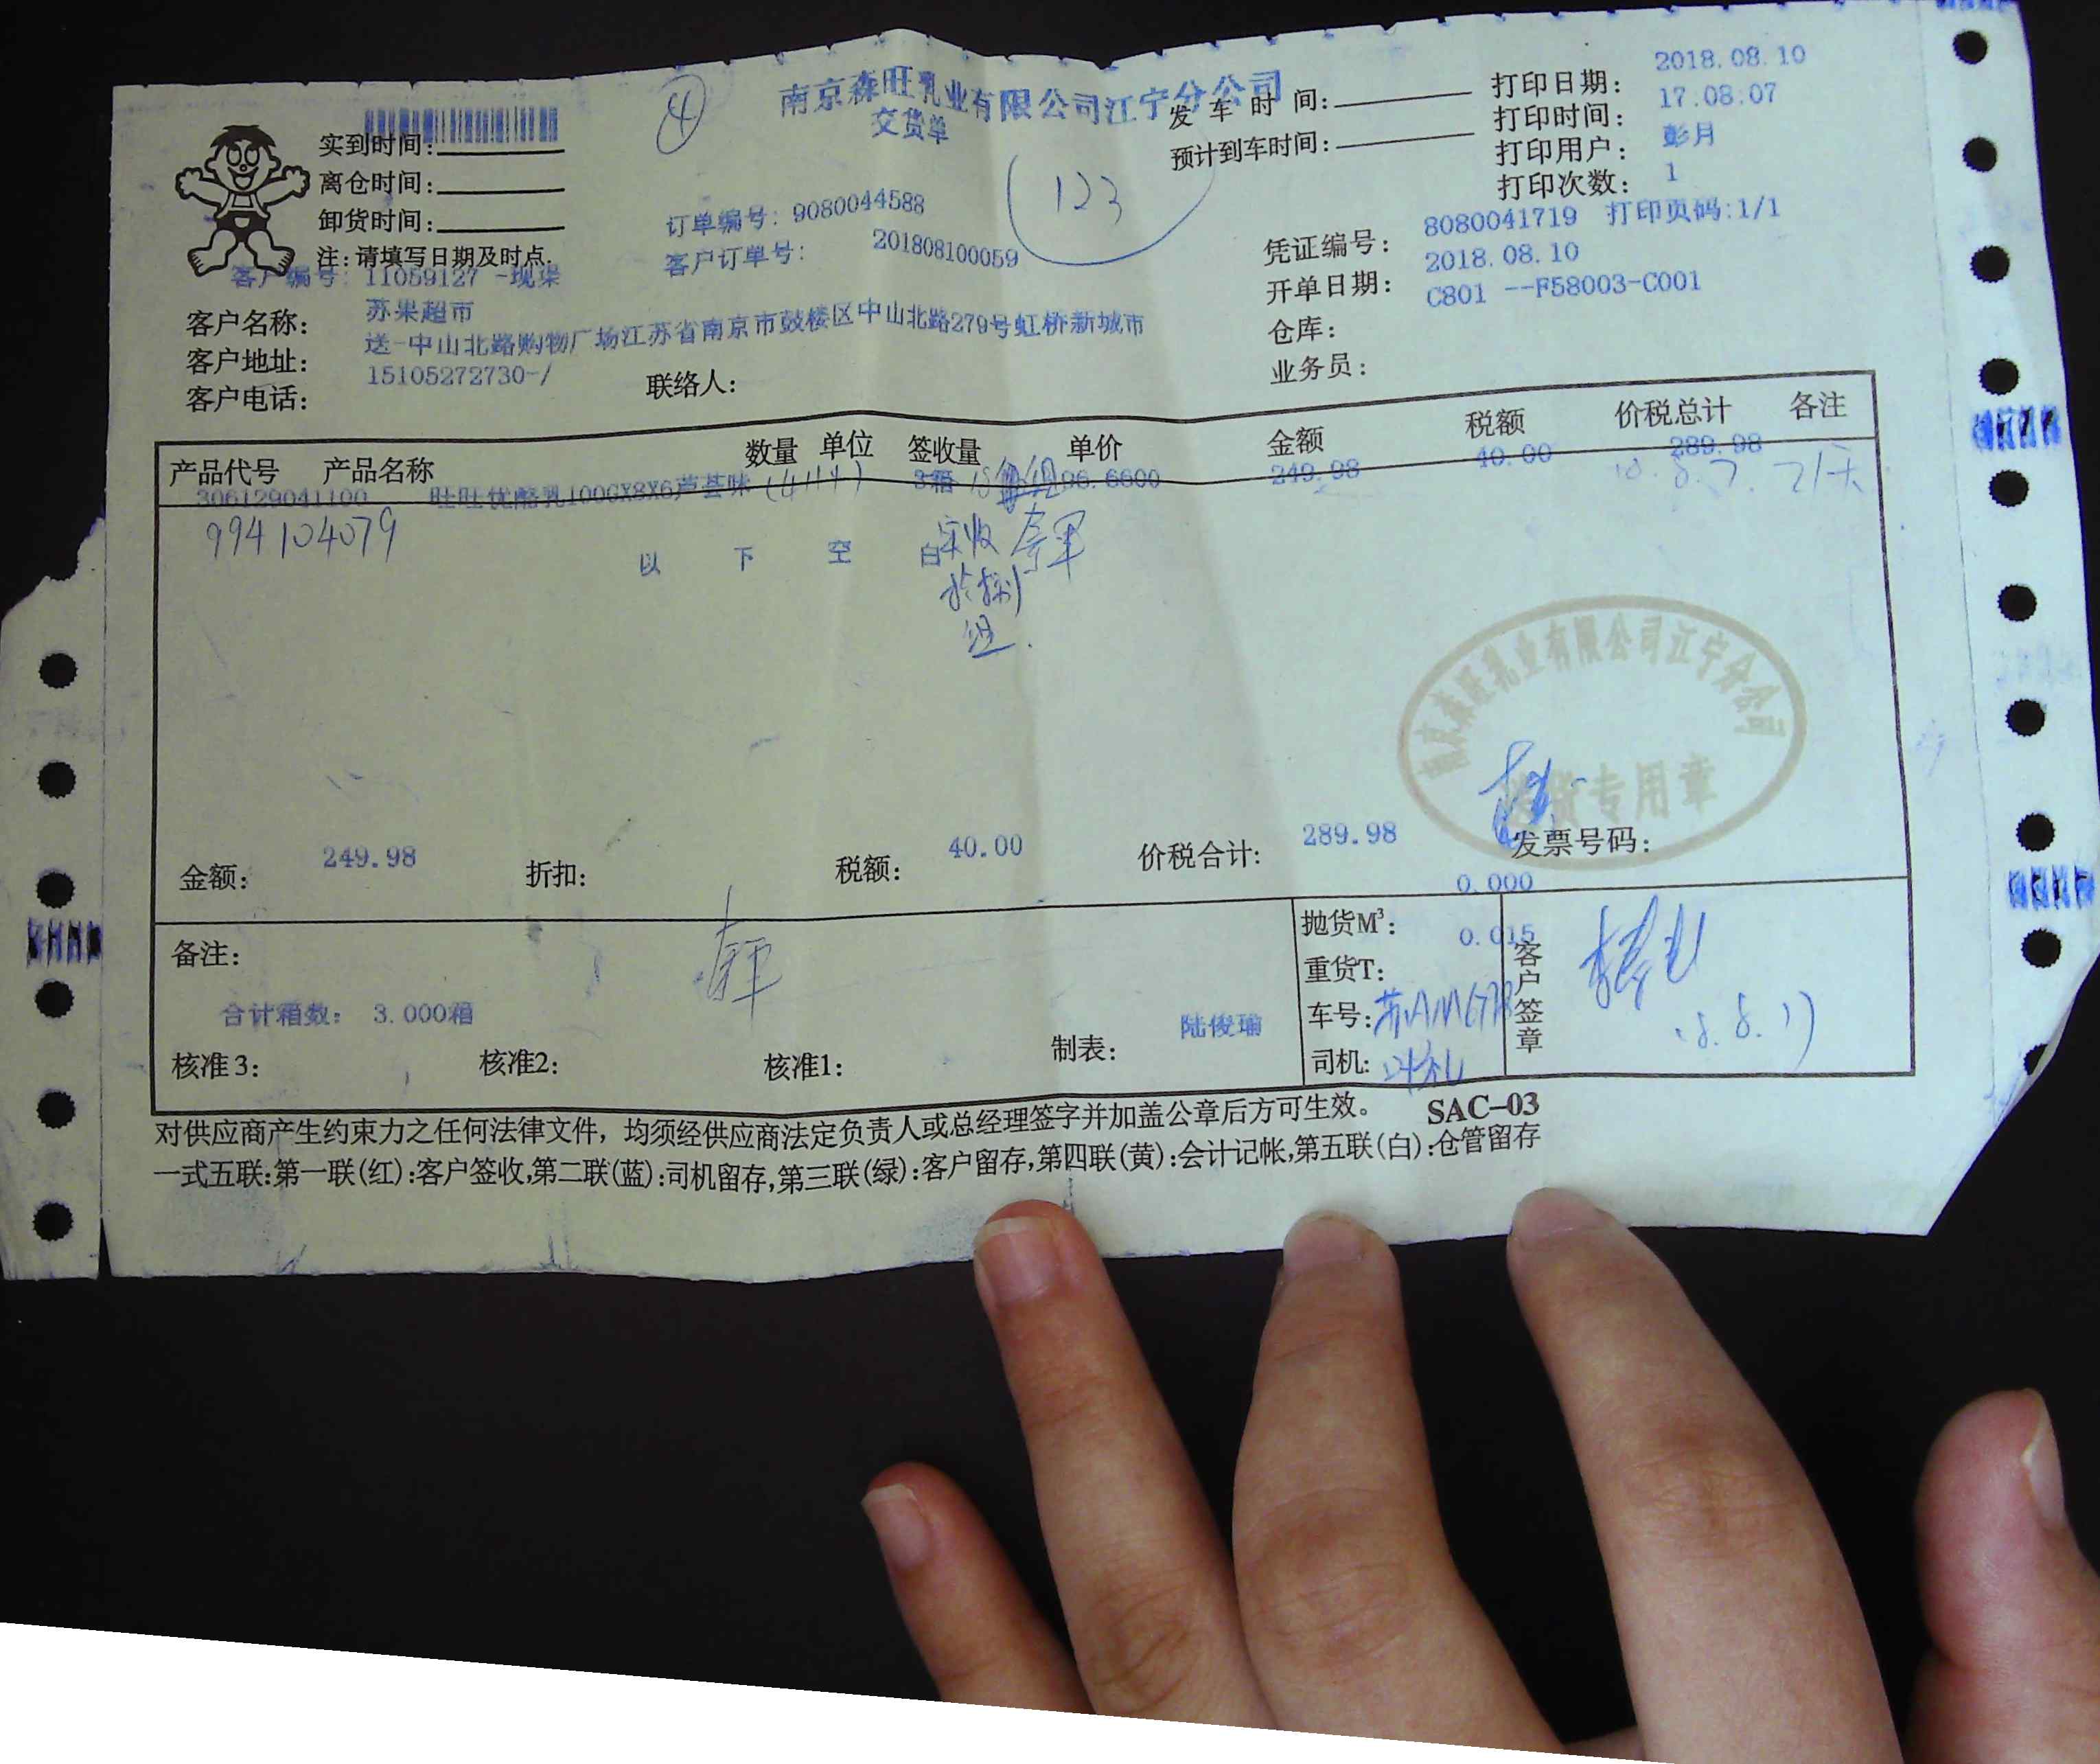 南京森旺乳业有限公司江宁分公司
交货单
实到时间:
离仓时间:
卸货时间:
注:请填写日期及时点.
④
123
发车时间:
预计到车时间:
打印日期: 2018.08.10
打印时间: 17.08.07
打印用户: 彭月
打印次数: 1
订单编号: 9080044588
客户订单号: 201808100059
凭证编号: 8080041719 打印页码:1/1
开单日期: 2018.08.10
仓库: C801 --F58003-C001
业务员:
客户编号: 11059127 -现渠
客户名称: 苏果超市
客户地址: 送-中山北路购物广场江苏省南京市鼓楼区中山北路279号虹桥新城市
客户电话: 15105272730-/ 联络人:
产品代号 产品名称 数量 单位 签收量 单价 金额 税额 价税总计 备注
306129041100 旺旺优酪乳100GX8X6芦荟味 3箱 96.6600 249.98 40.00 289.98
18.8.7. 21天
994104079
以下空白
实收
南京森旺乳业有限公司江宁分公司
专用章
金额: 249.98 折扣: 税额: 40.00 价税合计: 289.98 发票号码:
备注:
合计箱数: 3.000箱
抛货M³: 0.000
重货T: 0.015
车号:
司机:
客户签章
核准3: 核准2: 核准1: 制表: 陆俊瑜
对供应商产生约束力之任何法律文件, 均须经供应商法定负责人或总经理签字并加盖公章后方可生效。 SAC-03
一式五联:第一联(红):客户签收,第二联(蓝):司机留存,第三联(绿):客户留存,第四联(黄):会计记帐,第五联(白):仓管留存